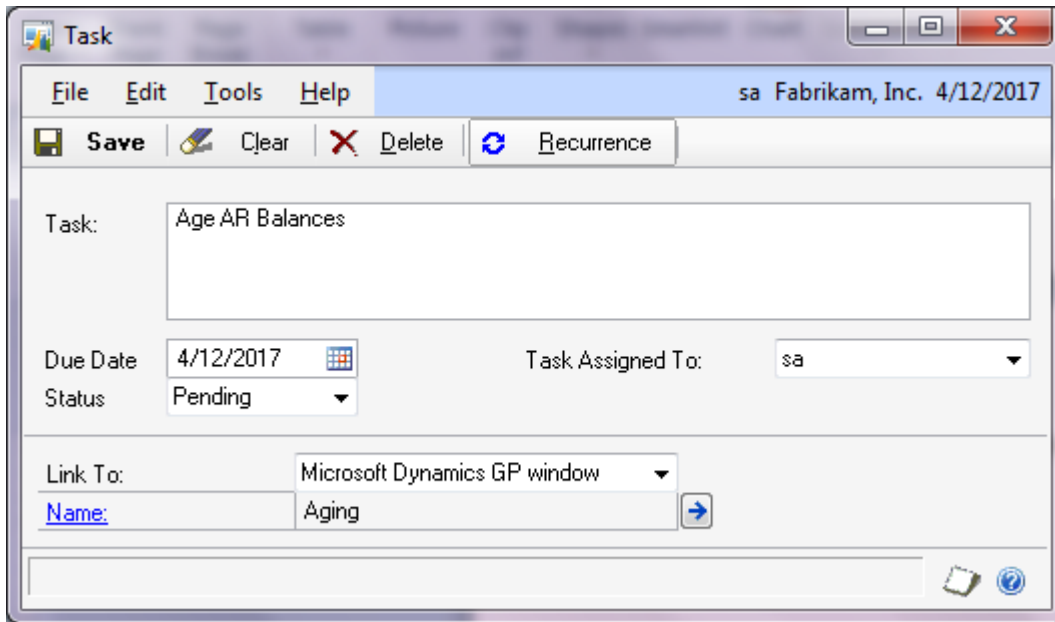 Task
File Edit Tools Help sa Fabrikam, Inc. 4/12/2017
Save Clear Delete Recurrence
Task: Age AR Balances
Due Date 4/12/2017 Task Assigned To: sa
Status Pending
Link To: Microsoft Dynamics GP window
Name: Aging